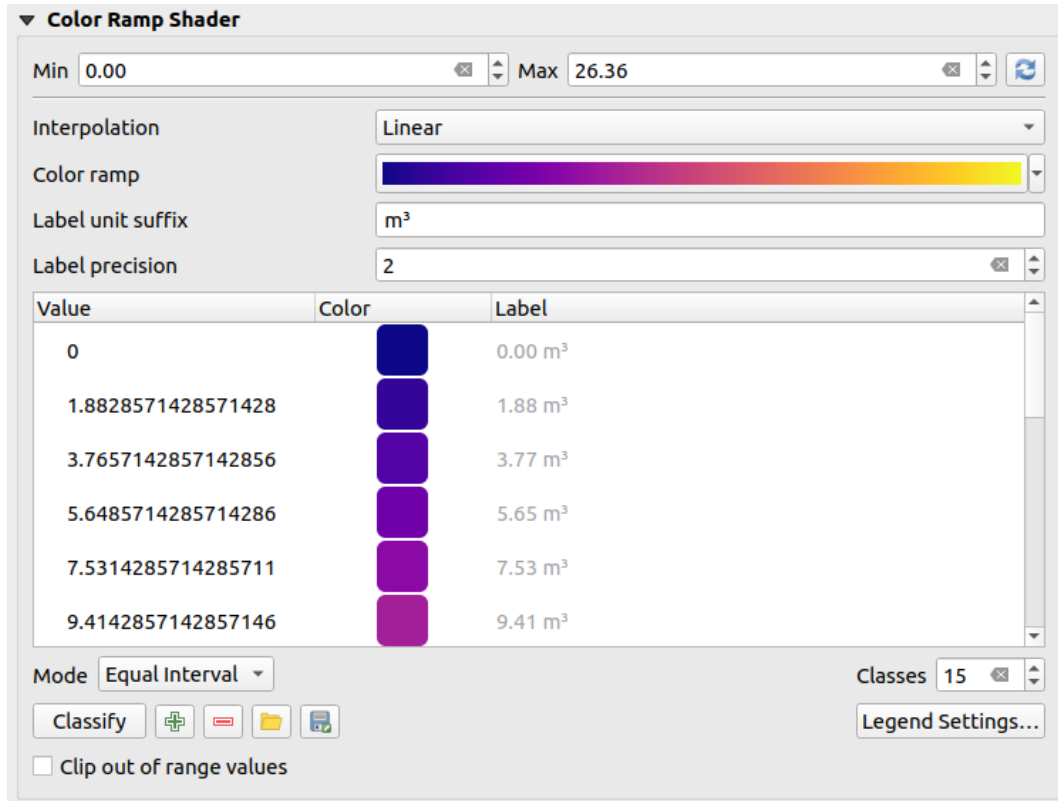 Color Ramp Shader
Min 0.00 Max 26.36
Interpolation Linear
Color ramp
Label unit suffix m³
Label precision 2
Value Color Label
0 0.00 m³
1.8828571428571428 1.88 m³
3.7657142857142856 3.77 m³
5.6485714285714286 5.65 m³
7.5314285714285711 7.53 m³
9.4142857142857146 9.41 m³
Mode Equal Interval Classes 15
Classify Legend Settings...
Clip out of range values